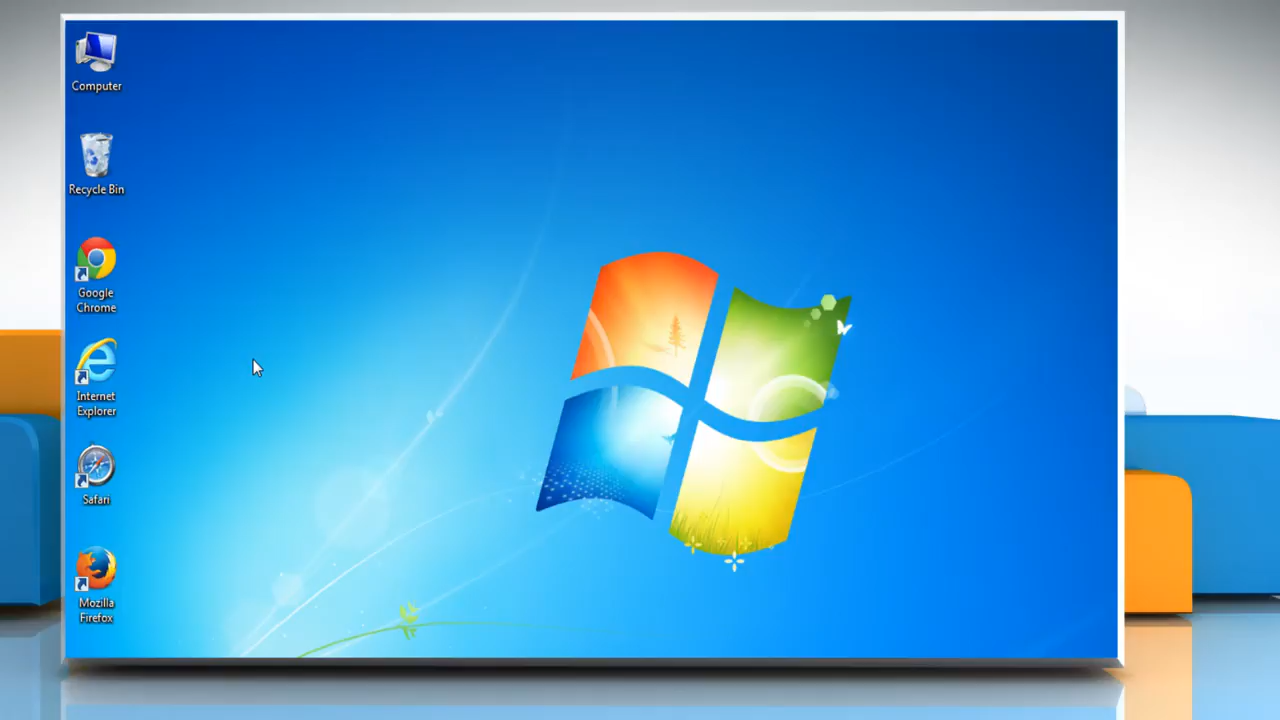 Computer
Recycle Bin
Google
Chrome
Internet
Explorer
Safari
Mozilla
Firefox